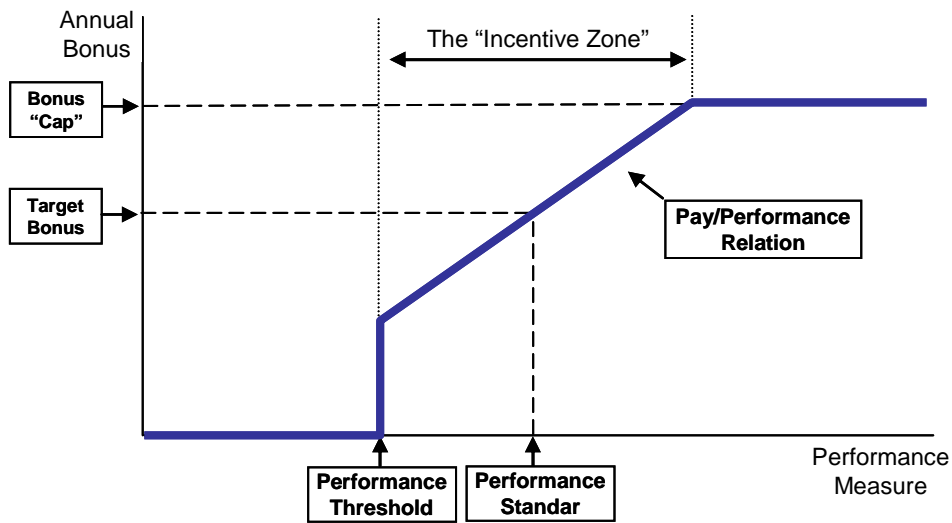 Annual
Bonus
The “Incentive Zone”
Bonus
“Cap”
Target
Bonus
Pay/Performance
Relation
Performance
Threshold
Performance
Standar
Performance
Measure